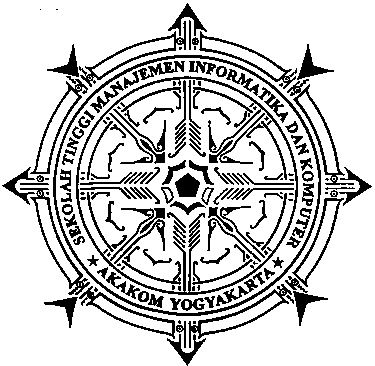 SEKOLAH TINGGI MANAJEMEN INFORMATIKA DAN KOMPUTER
AKAKOM YOGYAKARTA